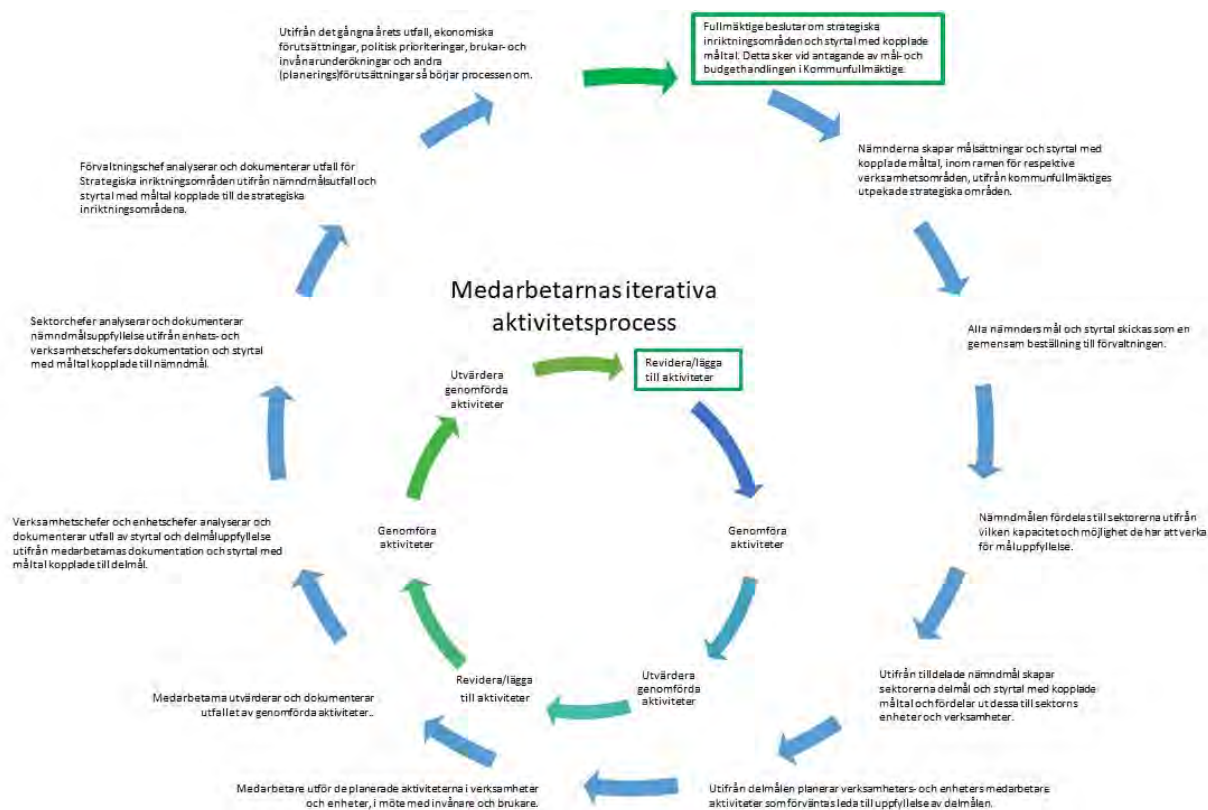 Utifrån det gångna årets utfall, ekonomiska
förutsättningar, politisk prioriteringar, brukar- och
invånarunderökningar och andra
(planerings)förutsättningar så börjar processen om.
Fullmäktige beslutar om strategiska
inriktningsområden och styrtal med kopplade
måltal. Detta sker vid antagande av mål- och
budgethandlingen i Kommunfullmäktige.
Nämnderna skapar målsättningar och styrtal med
kopplade måltal, inom ramen för respektive
verksamhetsområden, utifrån kommunfullmäktiges
utpekade strategiska områden.
Alla nämnders mål och styrtal skickas som en
gemensam beställning till förvaltningen.
Nämndmålen fördelas till sektorerna utifrån
vilken kapacitet och möjlighet de har att verka
för måluppfyllelse.
Utifrån tilldelade nämndmål skapar
sektorerna delmål och styrtal med kopplade
måltal och fördelar ut dessa till sektorns
enheter och verksamheter.
Utifrån delmålen planerar verksamheters- och enheters medarbetare
aktiviteter som förväntas leda till uppfyllelse av delmålen.
Medarbetare utför de planerade aktiviteterna i verksamheter
och enheter, i möte med invånare och brukare.
Medarbetarna utvärderar och dokumenterar
utfallet av genomförda aktiviteter..
Verksamhetschefer och enhetschefer analyserar och
dokumenterar utfall av styrtal och delmåluppfyllelse
utifrån medarbetarnas dokumentation och styrtal med
måltal kopplade till delmål.
Sektorchefer analyserar och dokumenterar
nämndmålsuppfyllelse utifrån enhets- och
verksamhetschefers dokumentation och styrtal
med måltal kopplade till nämndmål.
Förvaltningschef analyserar och dokumenterar utfall för
Strategiska inriktningsområden utifrån nämndmålsutfall och
styrtal med måltal kopplade till de strategiska
inriktningsområdena.
Medarbetarnas iterativa
aktivitetsprocess
Revidera/lägga
till aktiviteter
Genomföra
aktiviteter
Utvärdera
genomförda
aktiviteter
Revidera/lägga
till aktiviteter
Genomföra
aktiviteter
Utvärdera
genomförda
aktiviteter